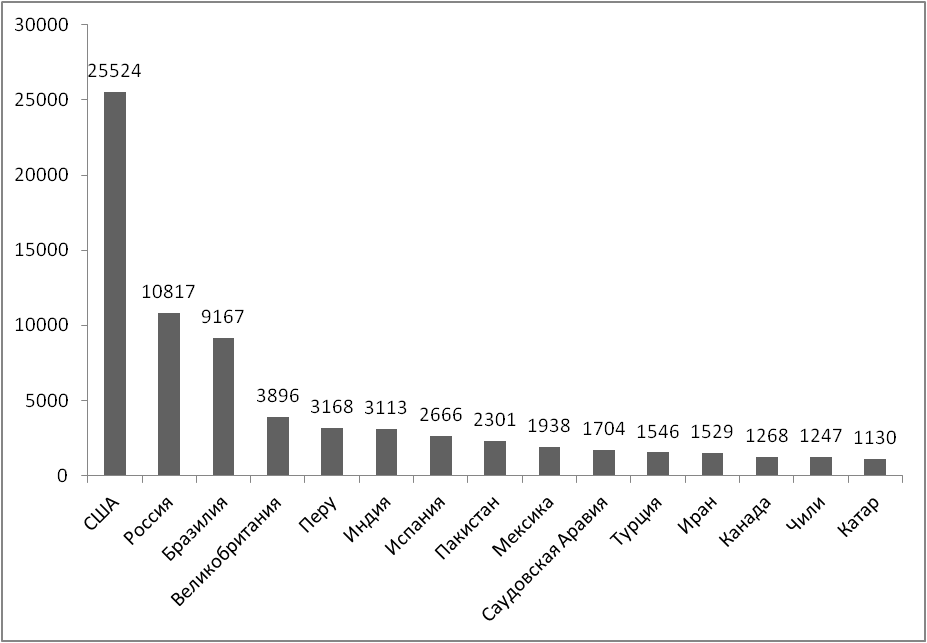 30000
25000
20000
15000
10000
5000
0
25524
10817
9167
3896
3168
3113
2666
2301
1938
1704
1546
1529
1268
1247
1130
США
Россия
Бразилия
Великобритания
Перу
Индия
Испания
Пакистан
Мексика
Саудовская Аравия
Турция
Иран
Канада
Чили
Катар